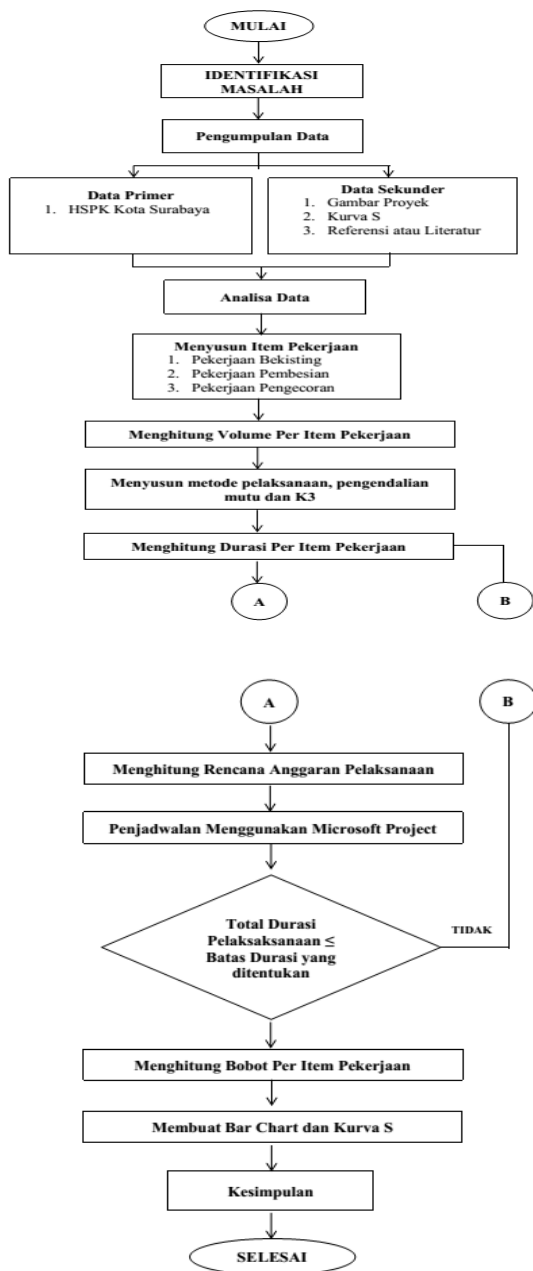 MULAI
IDENTIFIKASI
MASALAH
Pengumpulan Data
Data Primer
1. HSPK Kota Surabaya
Data Sekunder
1. Gambar Proyek
2. Kurva S
3. Referensi atau Literatur
Analisa Data
Menyusun Item Pekerjaan
1. Pekerjaan Bekisting
2. Pekerjaan Pembesian
3. Pekerjaan Pengecoran
Menghitung Volume Per Item Pekerjaan
Menyusun metode pelaksanaan, pengendalian
mutu dan K3
Menghitung Durasi Per Item Pekerjaan
A
B
A
B
Menghitung Rencana Anggaran Pelaksanaan
Penjadwalan Menggunakan Microsoft Project
Total Durasi
Pelaksaksanaan ≤
Batas Durasi yang
ditentukan
TIDAK
Menghitung Bobot Per Item Pekerjaan
Membuat Bar Chart dan Kurva S
Kesimpulan
SELESAI